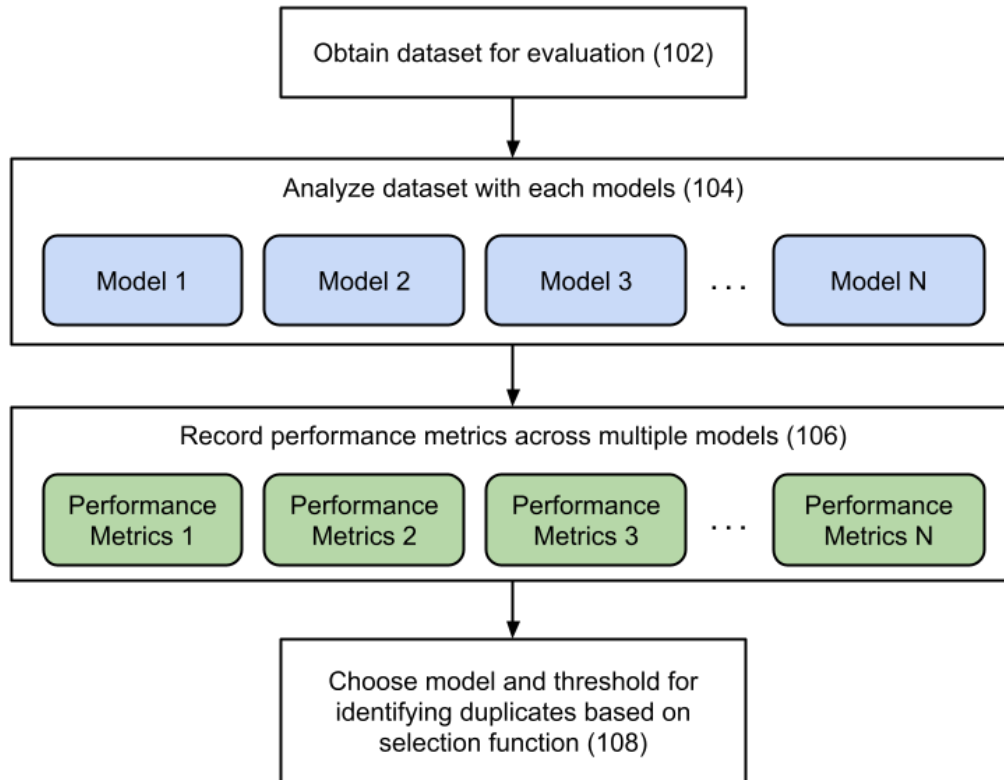 Obtain dataset for evaluation (102)
Analyze dataset with each models (104)
Model 1
Model 2
Model 3
. . .
Model N
Record performance metrics across multiple models (106)
Performance
Metrics 1
Performance
Metrics 2
Performance
Metrics 3
. . .
Performance
Metrics N
Choose model and threshold for
identifying duplicates based on
selection function (108)